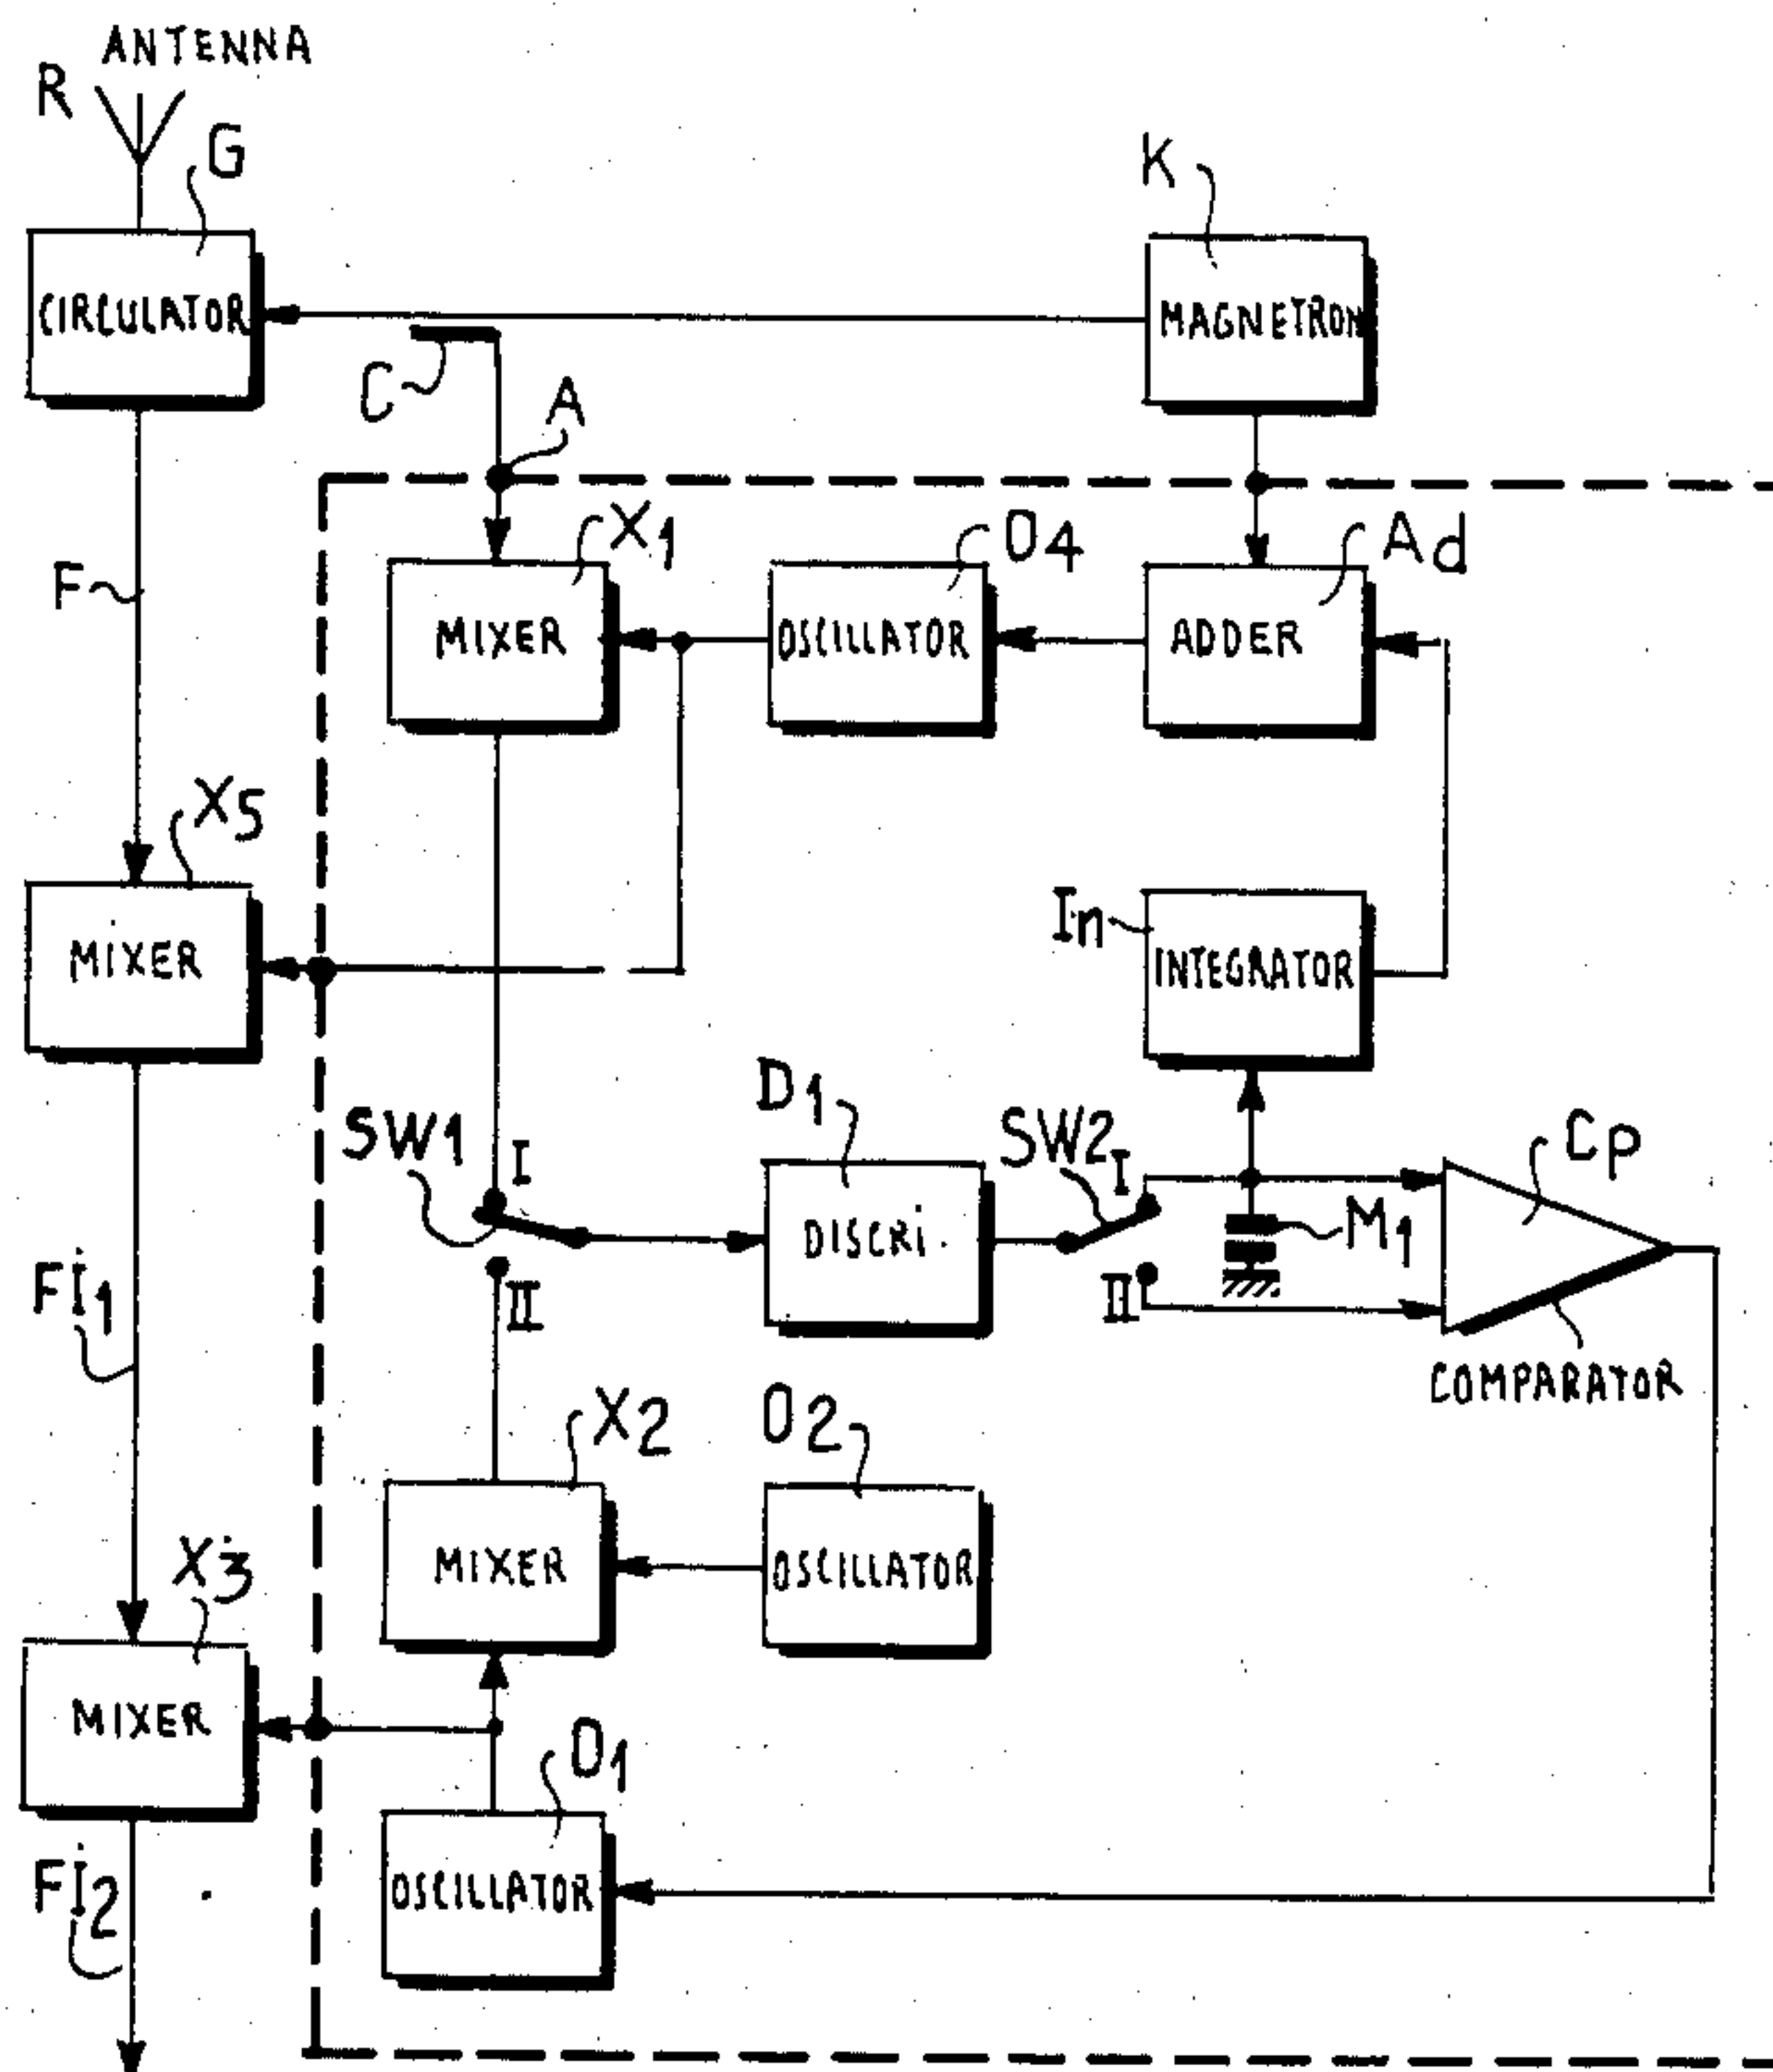 ANTENNA
R
G
K
CIRCULATOR
MAGNETRON
C
A
X1
O4
Ad
F
MIXER
OSCILLATOR
ADDER
X5
MIXER
In
INTEGRATOR
D1
SW1
I
SW2
I
Cp
DISCRI.
M1
Fi1
II
II
COMPARATOR
X2
O2
X3
MIXER
OSCILLATOR
MIXER
O1
Fi2
OSCILLATOR